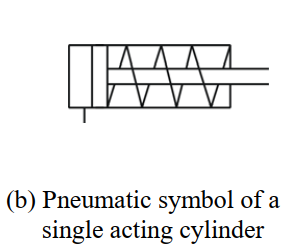 (b) Pneumatic symbol of a
single acting cylinder